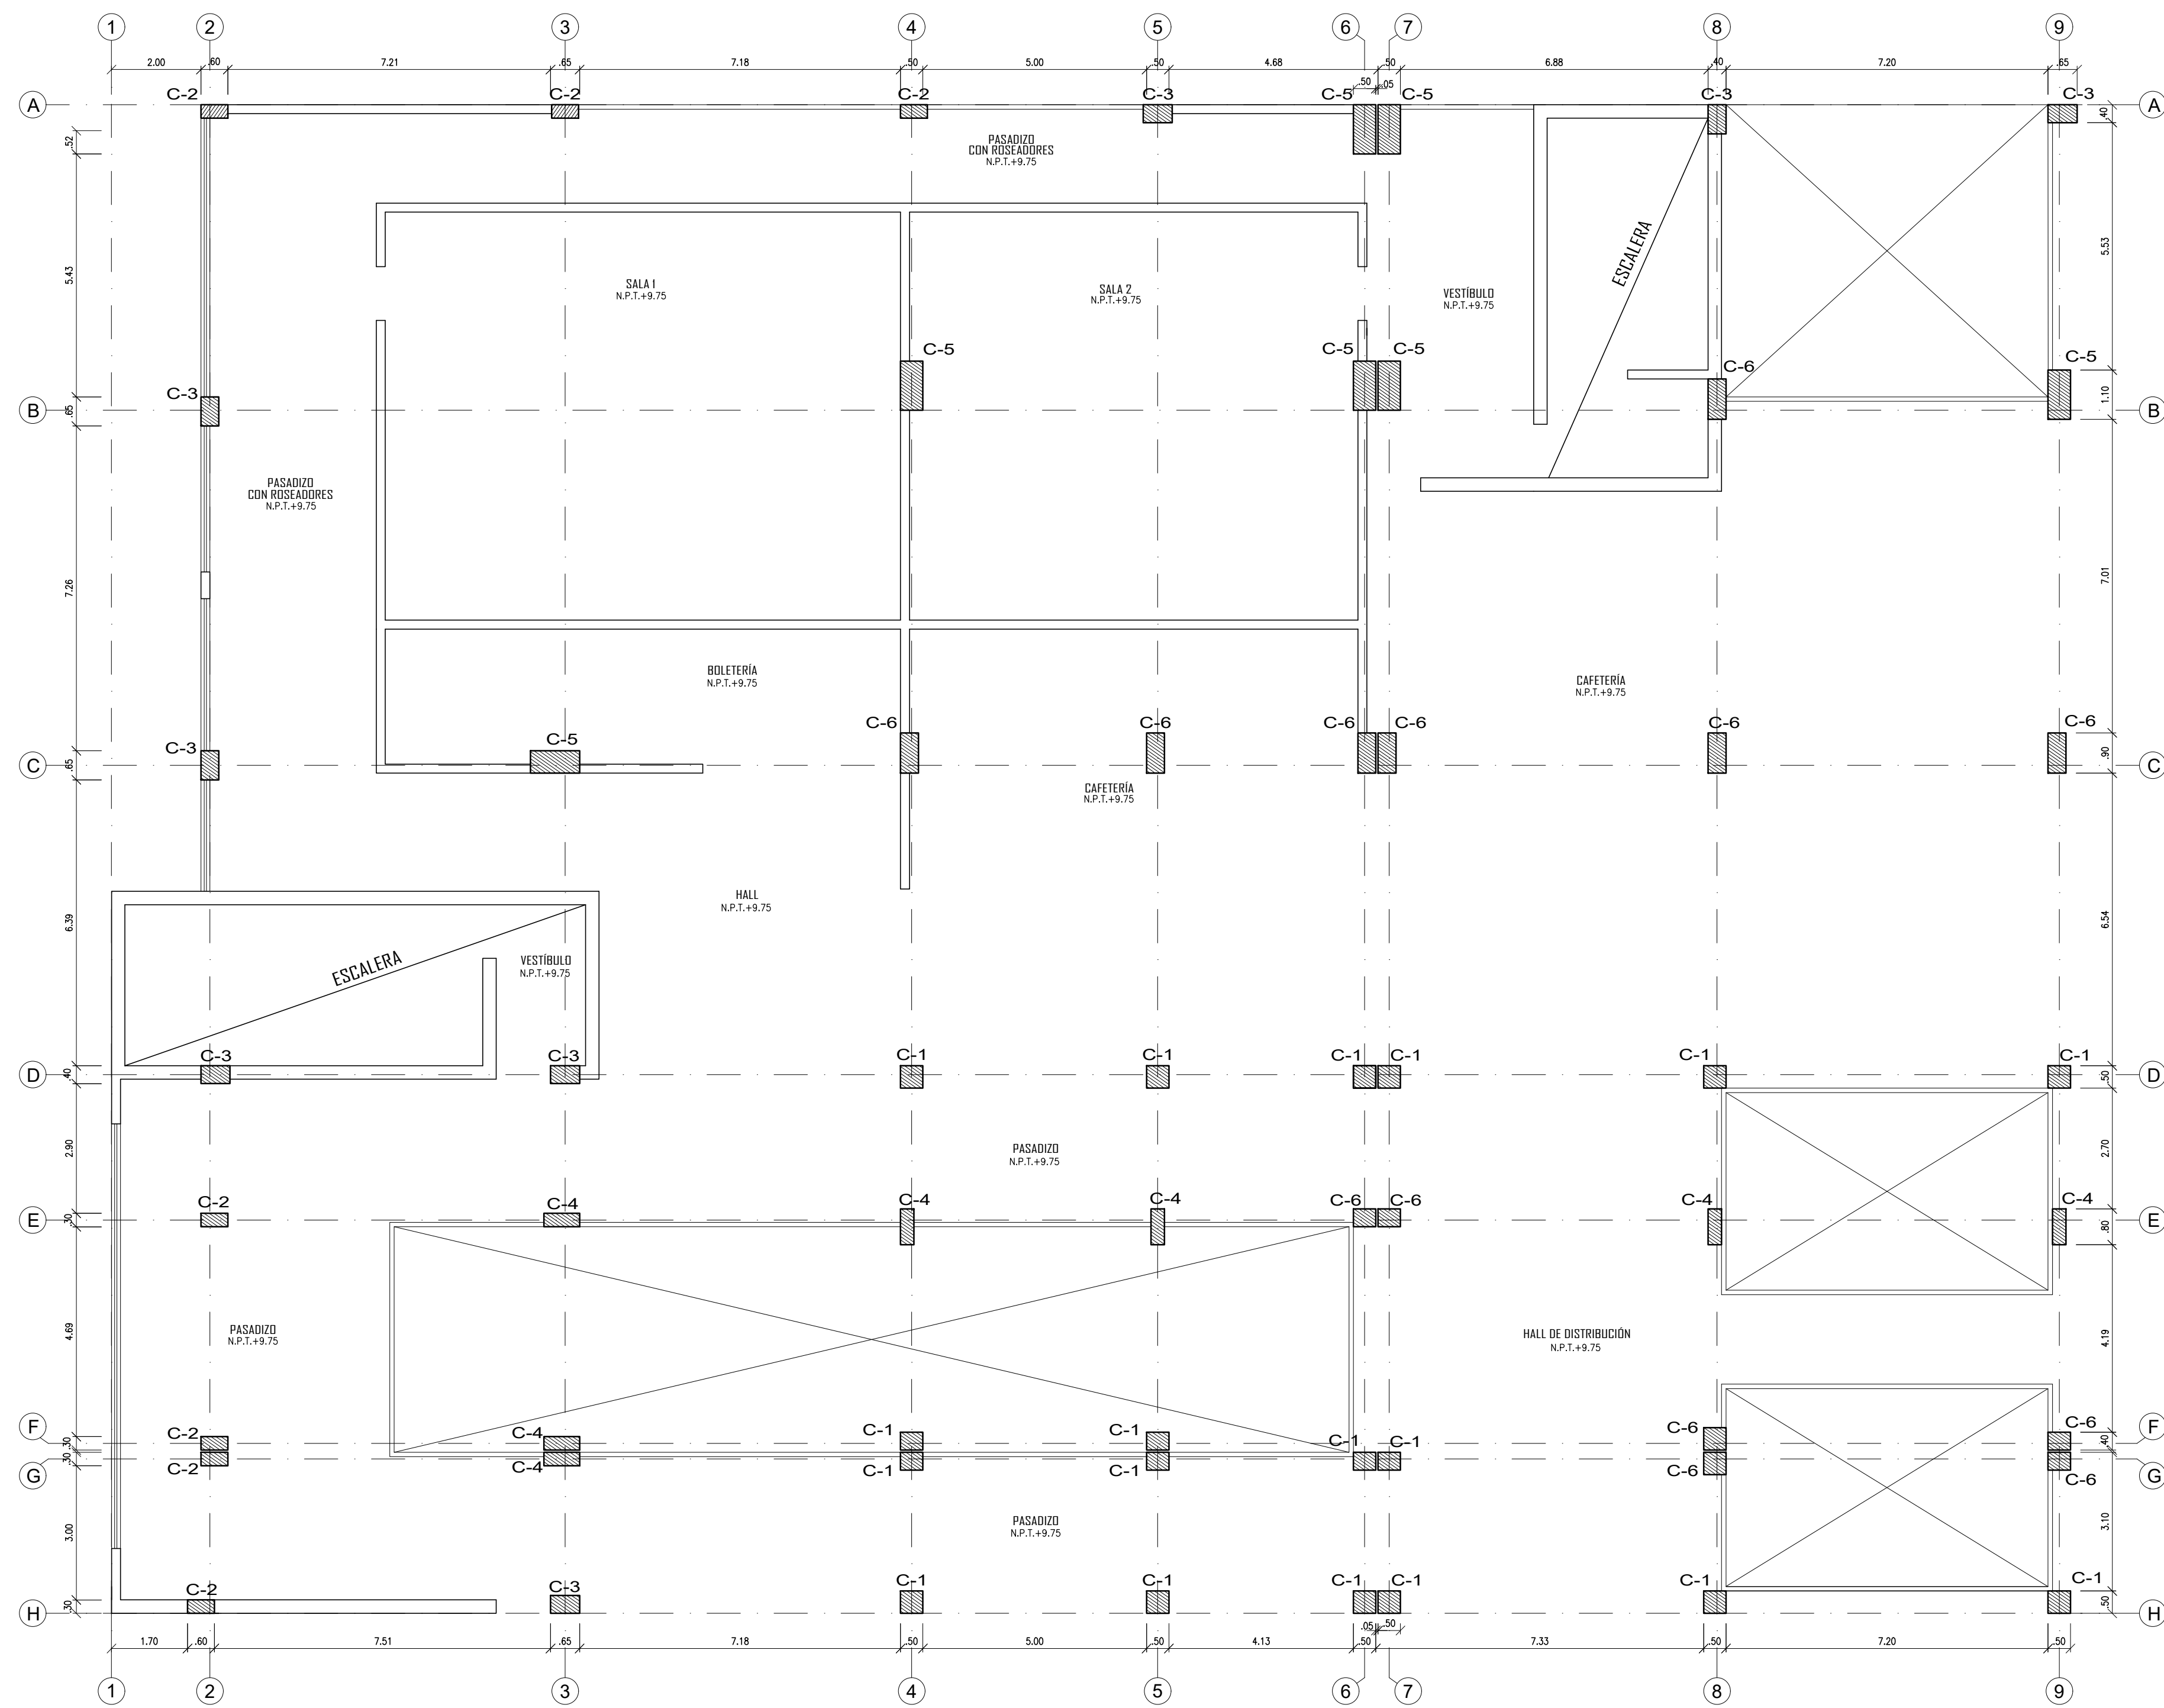 1 2 3 4 5 6 7 8 9
2.00 .60 7.21 .65 7.18 .50 5.00 .50 4.68 .50 6.88 .40 7.20 .65
.50 .05
A C-2 C-2 C-2 C-3 C-5 C-5 C-3 C-3 A
.40
.52
PASADIZO
CON ROSEADORES
N.P.T.+9.75
ESCALERA
5.43
5.53
SALA 1
N.P.T.+9.75
SALA 2
N.P.T.+9.75
VESTÍBULO
N.P.T.+9.75
C-5 C-5 C-5 C-6 C-5
C-3
B .65 1.10 B
PASADIZO
CON ROSEADORES
N.P.T.+9.75
7.26
7.01
BOLETERÍA
N.P.T.+9.75
CAFETERÍA
N.P.T.+9.75
C-6 C-6 C-6 C-6 C-6 C-6
C-3 C-5
C .65 .90 C
CAFETERÍA
N.P.T.+9.75
HALL
N.P.T.+9.75
6.39
6.54
ESCALERA
VESTÍBULO
N.P.T.+9.75
C-3 C-3 C-1 C-1 C-1 C-1 C-1 C-1
D .40 .50 D
2.90
2.70
PASADIZO
N.P.T.+9.75
C-2 C-4 C-4 C-4 C-6 C-6 C-4 C-4
E .30 .80 E
PASADIZO
N.P.T.+9.75
4.69
4.19
HALL DE DISTRIBUCIÓN
N.P.T.+9.75
F .30 C-2 C-4 C-1 C-1 C-1 C-1 C-6 C-6 .40 F
G .30 C-2 C-4 C-1 C-1 C-6 C-6 G
3.00
3.10
PASADIZO
N.P.T.+9.75
C-2 C-3 C-1 C-1 C-1 C-1 C-1 C-1
H .30 .50 H
.05 .50
1.70 .60 7.51 .65 7.18 .50 5.00 .50 4.13 .50 7.33 .50 7.20 .50
1 2 3 4 5 6 7 8 9